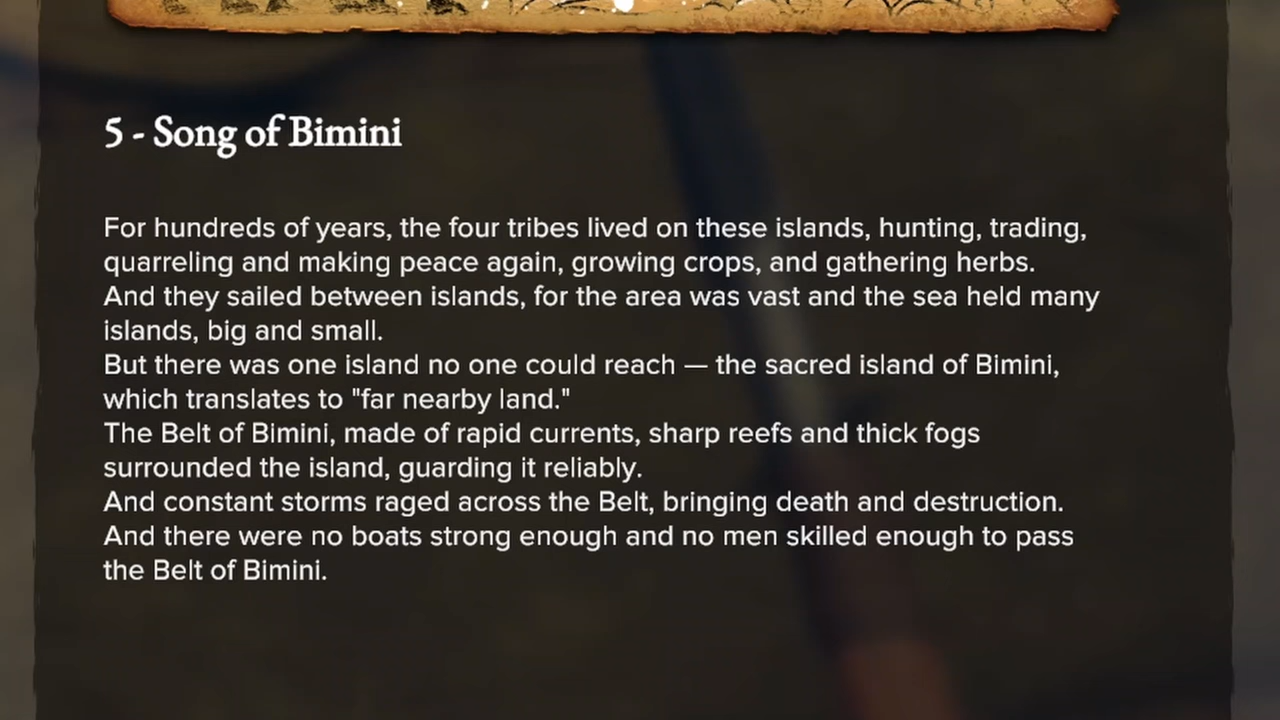 5 - Song of Bimini
For hundreds of years, the four tribes lived on these islands, hunting, trading,
quarreling and making peace again, growing crops, and gathering herbs.
And they sailed between islands, for the area was vast and the sea held many
islands, big and small.
But there was one island no one could reach — the sacred island of Bimini,
which translates to "far nearby land."
The Belt of Bimini, made of rapid currents, sharp reefs and thick fogs
surrounded the island, guarding it reliably.
And constant storms raged across the Belt, bringing death and destruction.
And there were no boats strong enough and no men skilled enough to pass
the Belt of Bimini.